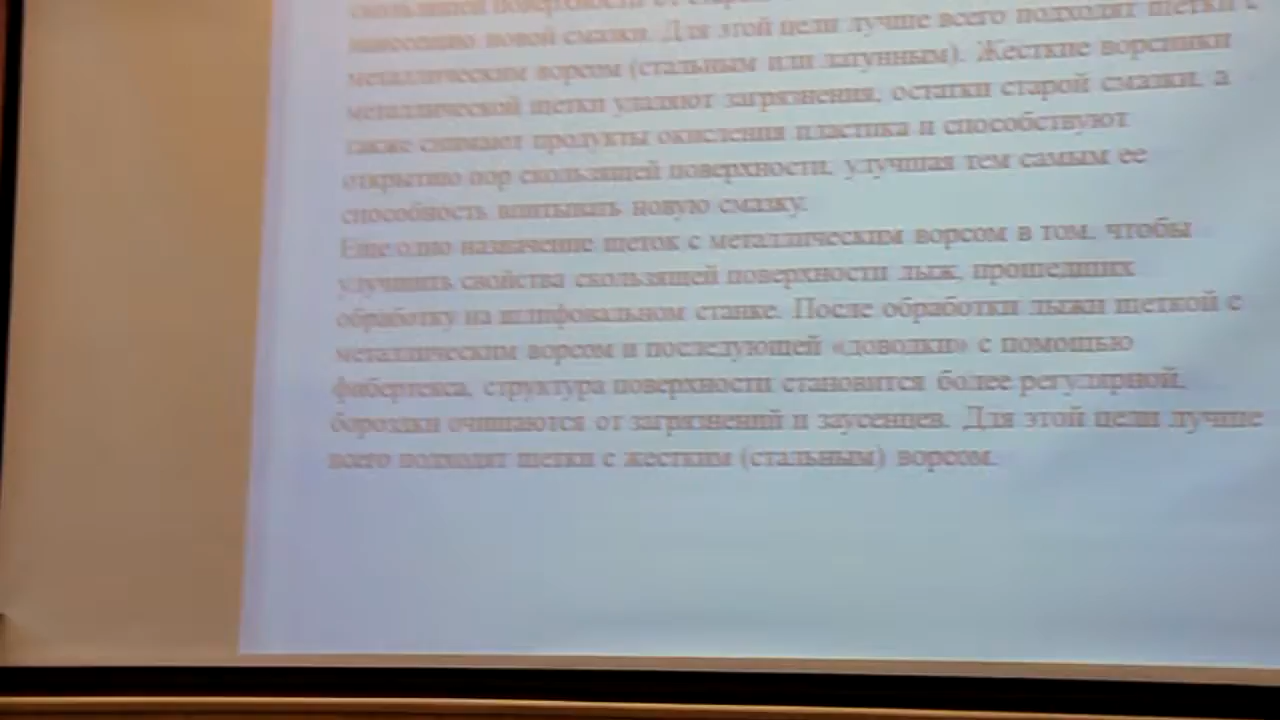 скользящей поверхности от
нанесению новой смазки. Для этой цели лучше всего подходят щетки с
металлическим ворсом (стальным или латунным). Жесткие ворсинки
металлической щетки удаляют загрязнения, остатки старой смазки, а
также снимают продукты окисления пластика и способствуют
открытию пор скользящей поверхности, улучшая тем самым ее
способность впитывать новую смазку.
Еще одно назначение щеток с металлическим ворсом в том, чтобы
улучшить свойства скользящей поверхности лыж, прошедших
обработку на шлифовальном станке. После обработки лыжи щеткой с
металлическим ворсом и последующей «доводки» с помощью
фибертекса, структура поверхности становится более регулярной,
бороздки очищаются от загрязнений и заусенцев. Для этой цели лучше
всего подходят щетки с жестким (стальным) ворсом.